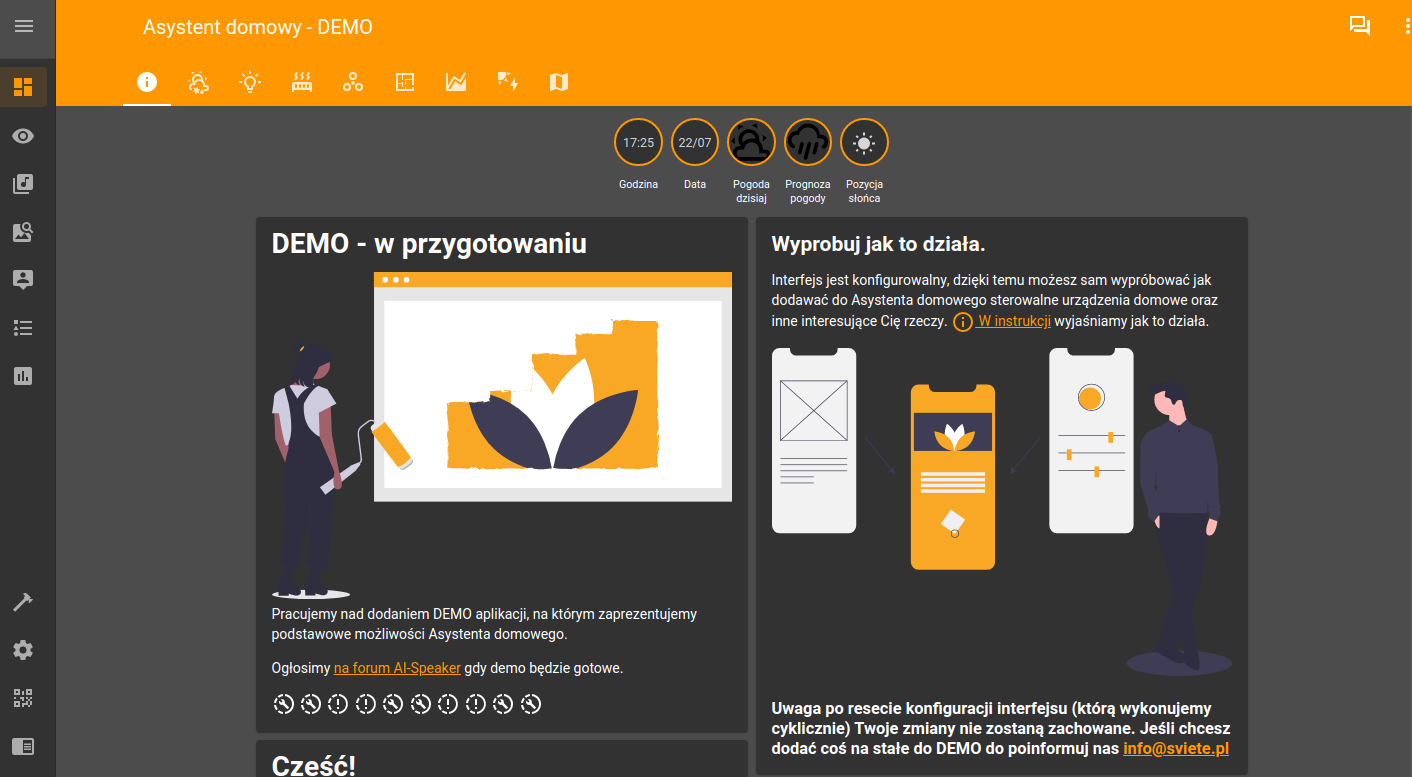 Asystent domowy - DEMO
17:25
22/07
Godzina
Data
Pogoda
dzisiaj
Prognoza
pogody
Pozycja
słońca
DEMO - w przygotowaniu
Pracujemy nad dodaniem DEMO aplikacji, na którym zaprezentujemy
podstawowe możliwości Asystenta domowego.
Ogłosimy na forum AI-Speaker gdy demo będzie gotowe.
Cześć!
Wyprobuj jak to działa.
Interfejs jest konfigurowalny, dzięki temu możesz sam wypróbować jak
dodawać do Asystenta domowego sterowalne urządzenia domowe oraz
inne interesujące Cię rzeczy. W instrukcji wyjaśniamy jak to działa.
Uwaga po resecie konfiguracji interfejsu (którą wykonujemy
cyklicznie) Twoje zmiany nie zostaną zachowane. Jeśli chcesz
dodać coś na stałe do DEMO do poinformuj nas info@sviete.pl